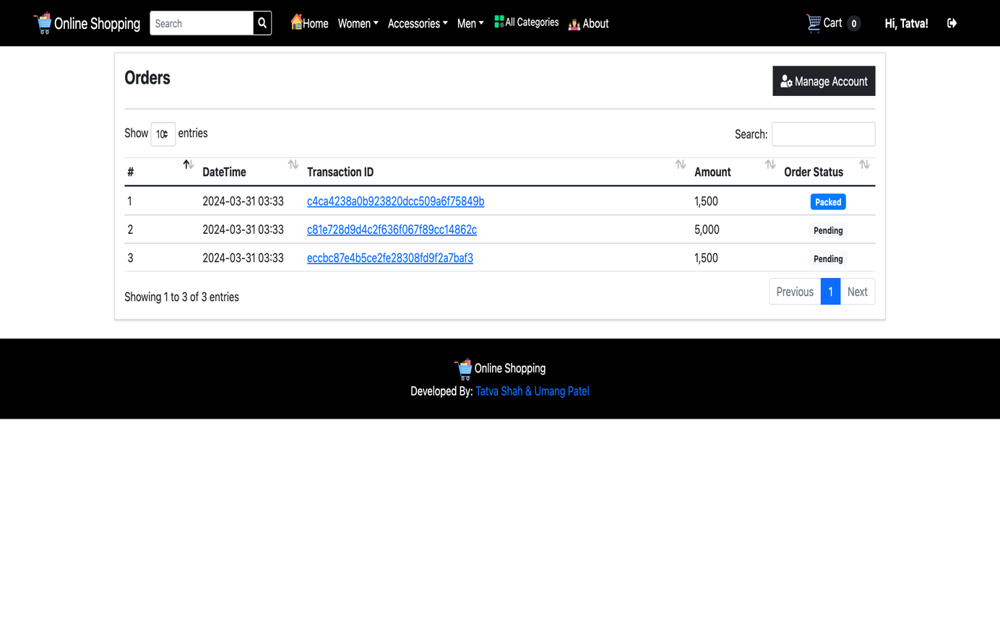 Online Shopping Search Home Women Accessories Men All Categories About Cart 0 Hi, Tatva!
Orders Manage Account
Show 10 entries Search:
# DateTime Transaction ID Amount Order Status
1 2024-03-31 03:33 c4ca4238a0b923820dcc509a6f75849b 1,500 Packed
2 2024-03-31 03:33 c81e728d9d4c2f636f067f89cc14862c 5,000 Pending
3 2024-03-31 03:33 eccbc87e4b5ce2fe28308fd9f2a7baf3 1,500 Pending
Showing 1 to 3 of 3 entries Previous 1 Next
Online Shopping
Developed By: Tatva Shah & Umang Patel